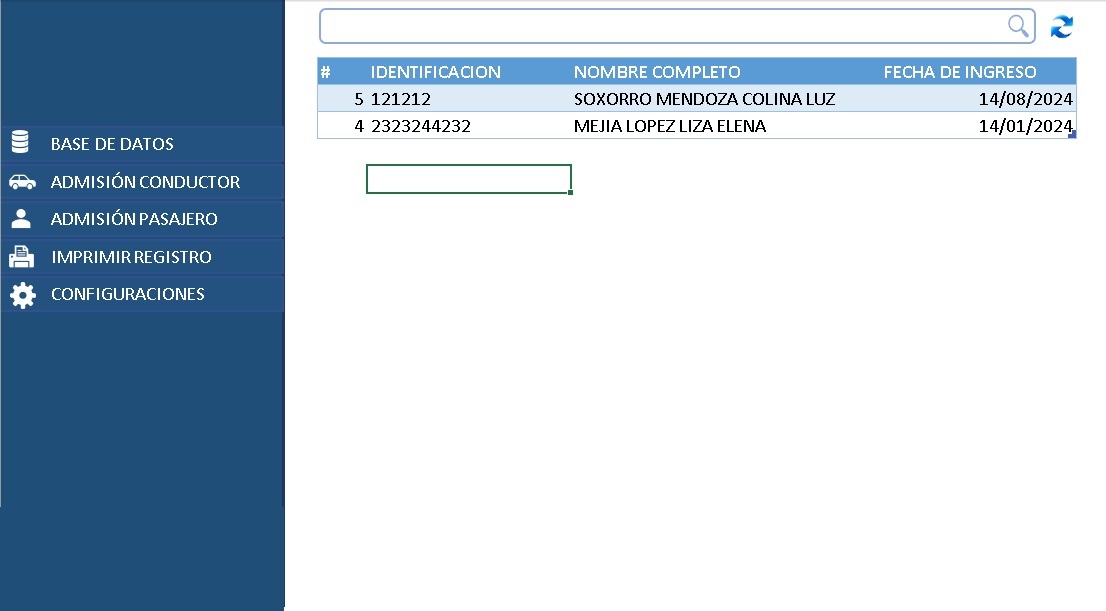 BASE DE DATOS
ADMISIÓN CONDUCTOR
ADMISIÓN PASAJERO
IMPRIMIR REGISTRO
CONFIGURACIONES
# IDENTIFICACION NOMBRE COMPLETO FECHA DE INGRESO
5 121212 SOXORRO MENDOZA COLINA LUZ 14/08/2024
4 2323244232 MEJIA LOPEZ LIZA ELENA 14/01/2024